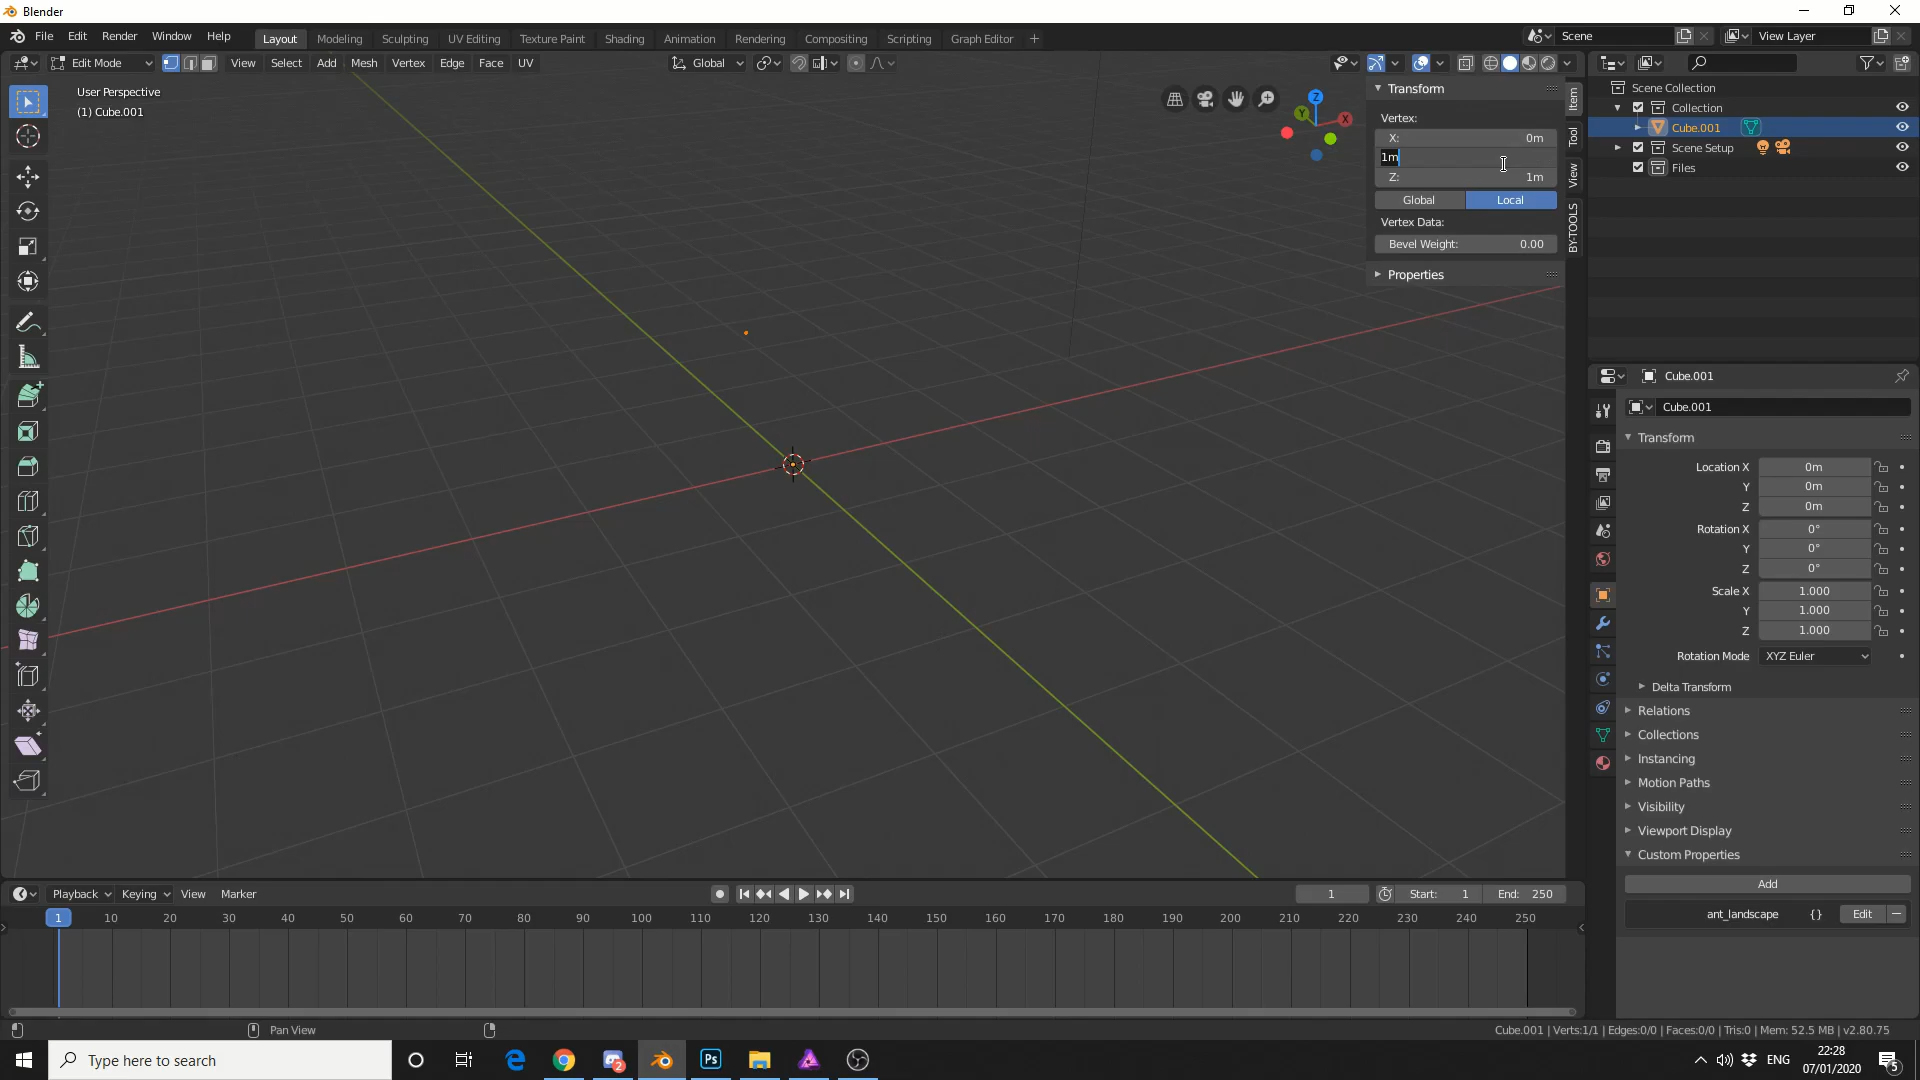 Blender
File Edit Render Window Help
Layout Modeling Sculpting UV Editing Texture Paint Shading Animation Rendering Compositing Scripting Graph Editor +
Scene
View Layer
Edit Mode View Select Add Mesh Vertex Edge Face UV
Global
User Perspective
(1) Cube.001
Z
Y
X
Transform
Vertex:
X: 0m
1m
Z: 1m
Global Local
Vertex Data:
Bevel Weight: 0.00
Properties
Item
Tool
View
BY-TOOLS
Scene Collection
Collection
Cube.001
Scene Setup
Files
Cube.001
Cube.001
Transform
Location X 0m
Y 0m
Z 0m
Rotation X 0°
Y 0°
Z 0°
Scale X 1.000
Y 1.000
Z 1.000
Rotation Mode XYZ Euler
Delta Transform
Relations
Collections
Instancing
Motion Paths
Visibility
Viewport Display
Custom Properties
Add
ant_landscape {} Edit
Playback Keying View Marker
1 Start: 1 End: 250
1 10 20 30 40 50 60 70 80 90 100 110 120 130 140 150 160 170 180 190 200 210 220 230 240 250
Pan View
Cube.001 | Verts:1/1 | Edges:0/0 | Faces:0/0 | Tris:0 | Mem: 52.5 MB | v2.80.75
Type here to search
2
Ps
ENG
22:28
07/01/2020
5